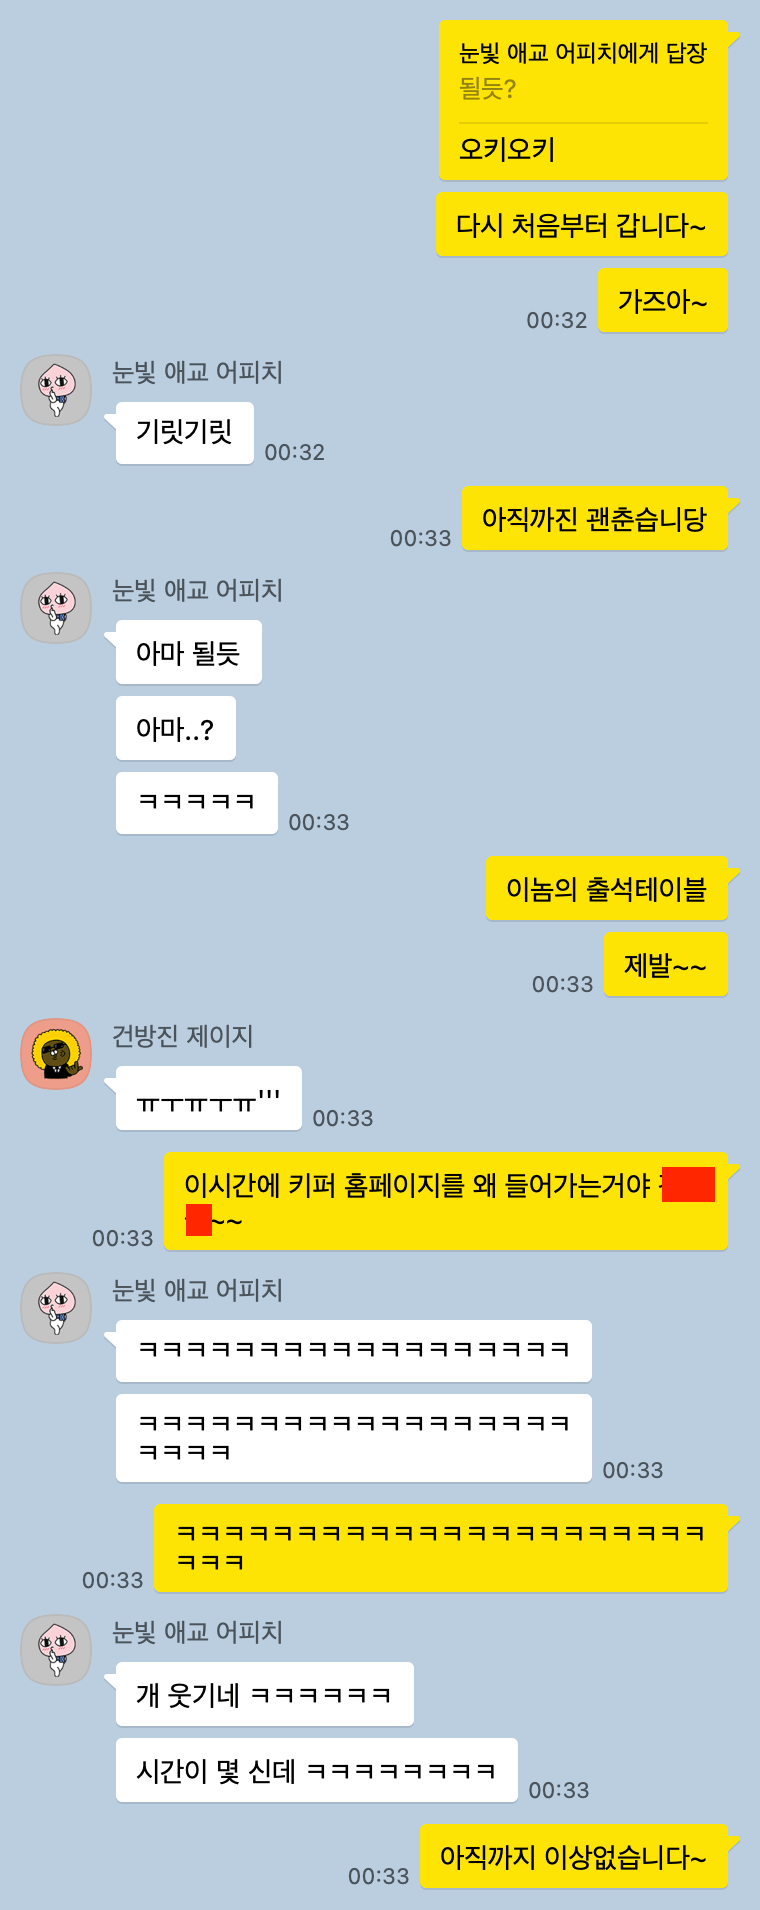 눈빛 애교 어피치에게 답장
될듯?
오키오키
다시 처음부터 갑니다~
가즈아~
00:32
눈빛 애교 어피치
기릿기릿
00:32
아직까진 괜춘습니당
00:33
눈빛 애교 어피치
아마 될듯
아마..?
ㅋㅋㅋㅋㅋ
00:33
이놈의 출석테이블
제발~~
00:33
건방진 제이지
ㅠㅜㅠㅜㅠ'''
00:33
이시간에 키퍼 홈페이지를 왜 들어가는거야
~~
00:33
눈빛 애교 어피치
ㅋㅋㅋㅋㅋㅋㅋㅋㅋㅋㅋㅋㅋㅋㅋㅋㅋㅋ
ㅋㅋㅋㅋㅋㅋㅋㅋㅋㅋㅋㅋㅋㅋㅋㅋㅋㅋ
ㅋㅋㅋㅋ
00:33
ㅋㅋㅋㅋㅋㅋㅋㅋㅋㅋㅋㅋㅋㅋㅋㅋㅋㅋㅋㅋㅋㅋ
ㅋㅋㅋ
00:33
눈빛 애교 어피치
개 웃기네 ㅋㅋㅋㅋㅋㅋ
시간이 몇 신데 ㅋㅋㅋㅋㅋㅋㅋㅋ
00:33
아직까지 이상없습니다~
00:33